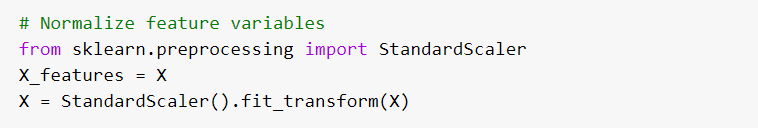 # Normalize feature variables
from sklearn.preprocessing import StandardScaler
X_features = X
X = StandardScaler().fit_transform(X)